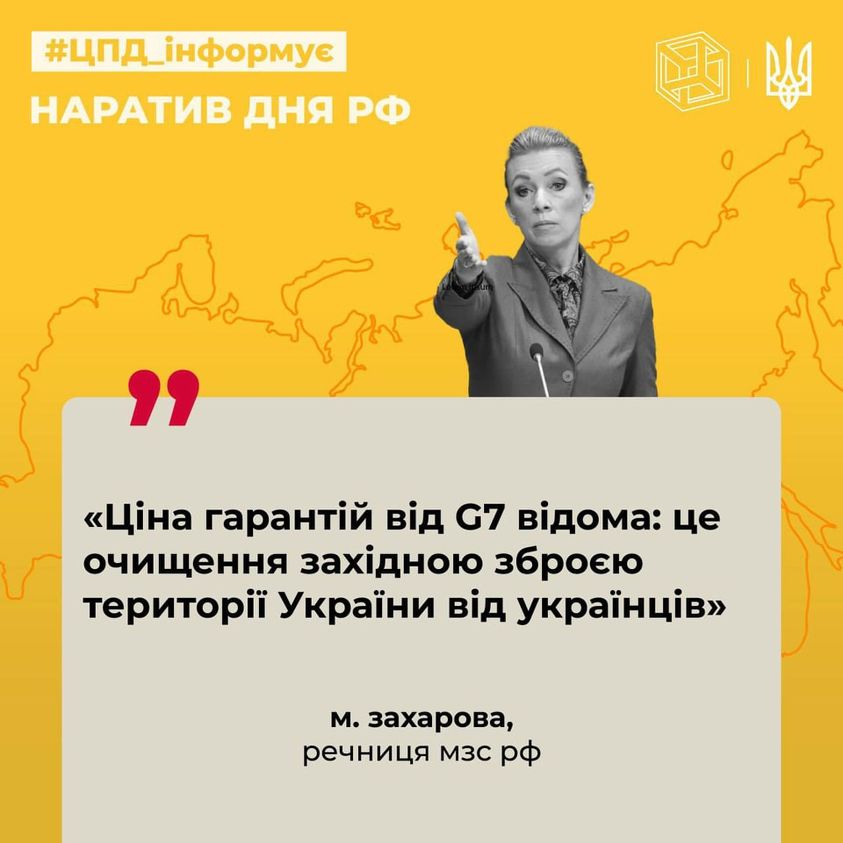 #ЦПД_інформує
НАРАТИВ ДНЯ РФ
«Ціна гарантій від G7 відома: це
очищення західною зброєю
території України від українців»
м. захарова,
речниця мзс рф